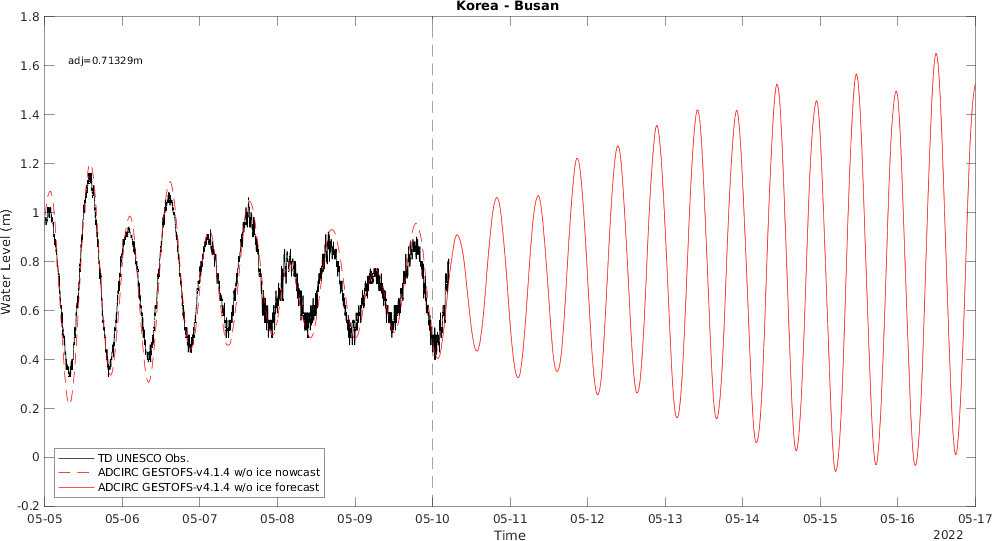 Korea - Busan
1.8
1.6
1.4
1.2
1
0.8
0.6
0.4
0.2
0
-0.2
Water Level (m)
adj=0.71329m
TD UNESCO Obs.
ADCIRC GESTOFS-v4.1.4 w/o ice nowcast
ADCIRC GESTOFS-v4.1.4 w/o ice forecast
05-05 05-06 05-07 05-08 05-09 05-10 05-11 05-12 05-13 05-14 05-15 05-16 05-17
Time
2022